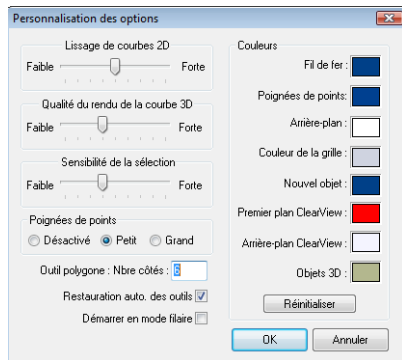 Personnalisation des options
Lissage de courbes 2D
Faible Forte
Qualité du rendu de la courbe 3D
Faible Forte
Sensibilité de la sélection
Faible Forte
Poignées de points
Désactivé Petit Grand
Outil polygone : Nbre côtés : 6
Restauration auto. des outils
Démarrer en mode filaire
Couleurs
Fil de fer :
Poignées de points:
Arrière-plan :
Couleur de la grille :
Nouvel objet :
Premier plan ClearView :
Arrière-plan ClearView :
Objets 3D :
Réinitialiser
OK Annuler